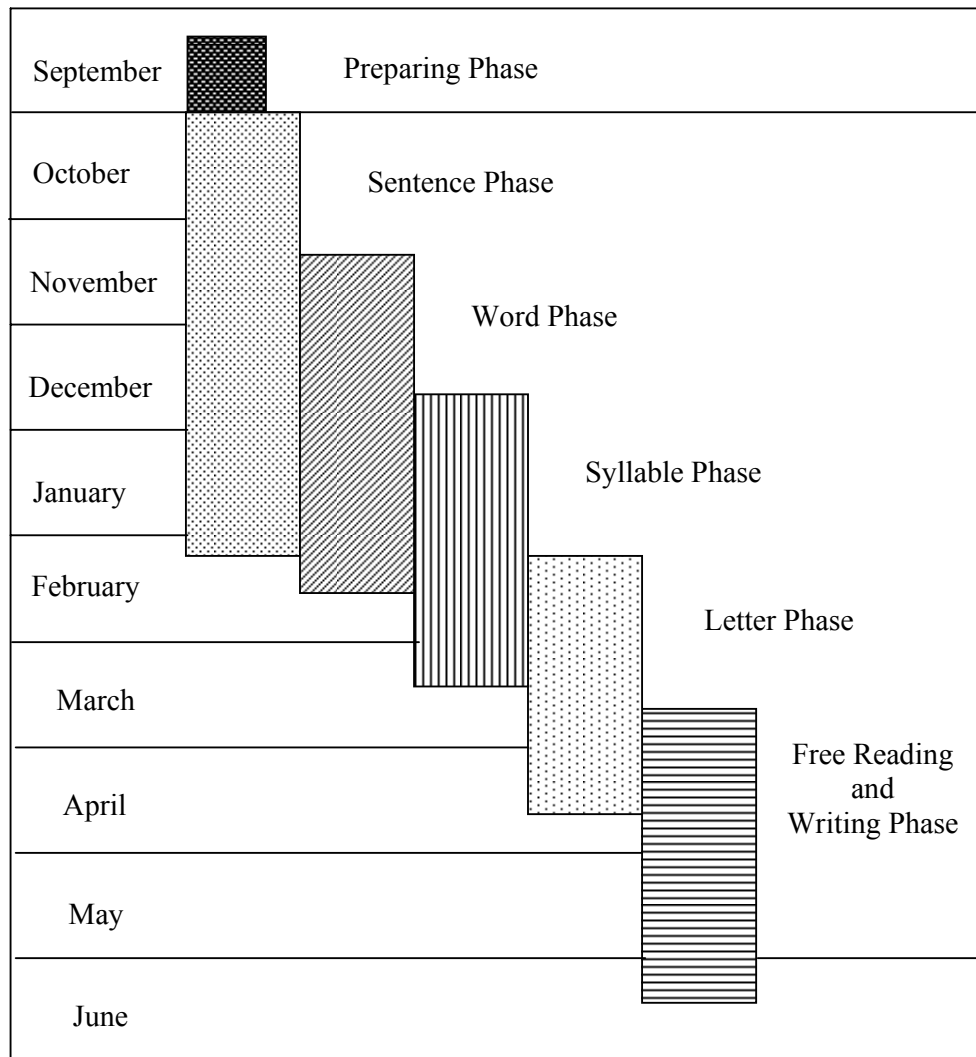 September
Preparing Phase
October
Sentence Phase
November
Word Phase
December
Syllable Phase
January
February
Letter Phase
March
Free Reading
and
Writing Phase
April
May
June